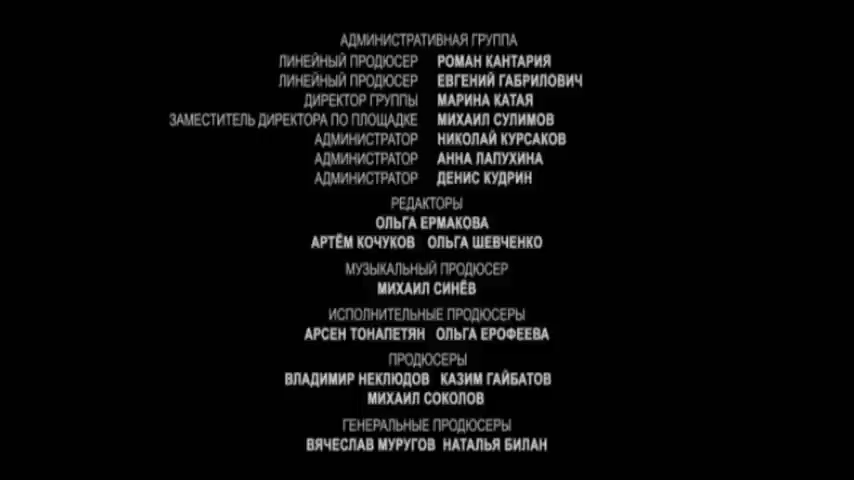 АДМИНИСТРАТИВНАЯ ГРУППА
ЛИНЕЙНЫЙ ПРОДЮСЕР РОМАН КАНТАРИЯ
ЛИНЕЙНЫЙ ПРОДЮСЕР ЕВГЕНИЙ ГАБРИЛОВИЧ
ДИРЕКТОР ГРУППЫ МАРИНА КАТАЯ
ЗАМЕСТИТЕЛЬ ДИРЕКТОРА ПО ПЛОЩАДКЕ МИХАИЛ СУЛИМОВ
АДМИНИСТРАТОР НИКОЛАЙ КУРСАКОВ
АДМИНИСТРАТОР АННА ЛАПУХИНА
АДМИНИСТРАТОР ДЕНИС КУДРИН
РЕДАКТОРЫ
ОЛЬГА ЕРМАКОВА
АРТЁМ КОЧУКОВ ОЛЬГА ШЕВЧЕНКО
МУЗЫКАЛЬНЫЙ ПРОДЮСЕР
МИХАИЛ СИНЁВ
ИСПОЛНИТЕЛЬНЫЕ ПРОДЮСЕРЫ
АРСЕН ТОНАПЕТЯН ОЛЬГА ЕРОФЕЕВА
ПРОДЮСЕРЫ
ВЛАДИМИР НЕКЛЮДОВ КАЗИМ ГАЙБАТОВ
МИХАИЛ СОКОЛОВ
ГЕНЕРАЛЬНЫЕ ПРОДЮСЕРЫ
ВЯЧЕСЛАВ МУРУГОВ НАТАЛЬЯ БИЛАН